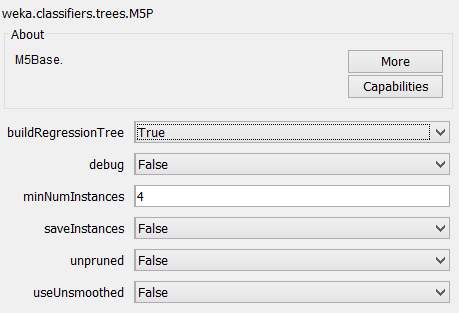 weka.classifiers.trees.M5P
About
M5Base.
More
Capabilities
buildRegressionTree True
debug False
minNumInstances 4
saveInstances False
unpruned False
useUnsmoothed False